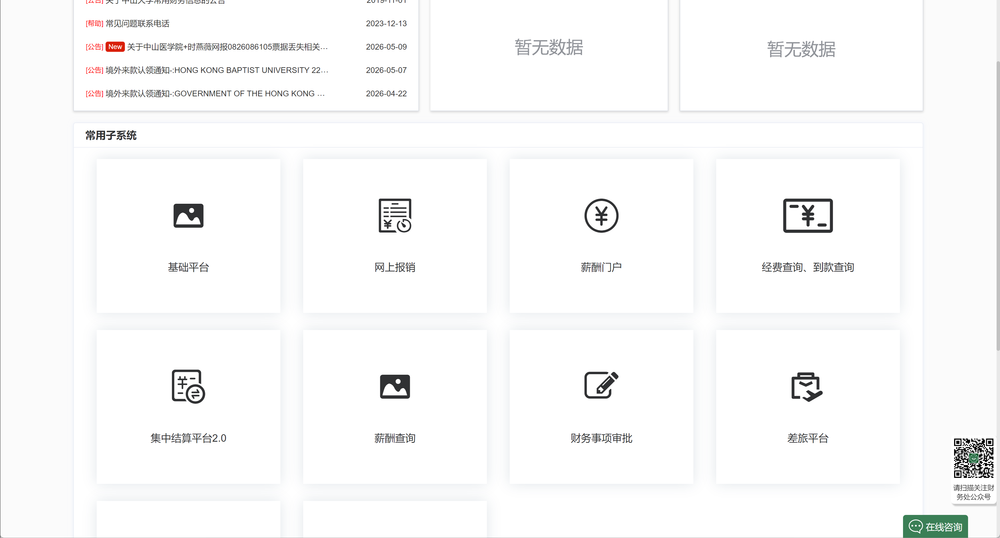 [公告] 关于中山大学常用财务信息的公告 2019-11-01
[帮助] 常见问题联系电话 2023-12-13
[公告] New 关于中山医学院+时燕薇网报0826086105票据丢失相关… 2026-05-09
[公告] 境外来款认领通知-:HONG KONG BAPTIST UNIVERSITY 22… 2026-05-07
[公告] 境外来款认领通知-:GOVERNMENT OF THE HONG KONG … 2026-04-22
暂无数据
暂无数据
常用子系统
基础平台
网上报销
薪酬门户
经费查询、到款查询
集中结算平台2.0
薪酬查询
财务事项审批
差旅平台
请扫描关注财
务处公众号
在线咨询